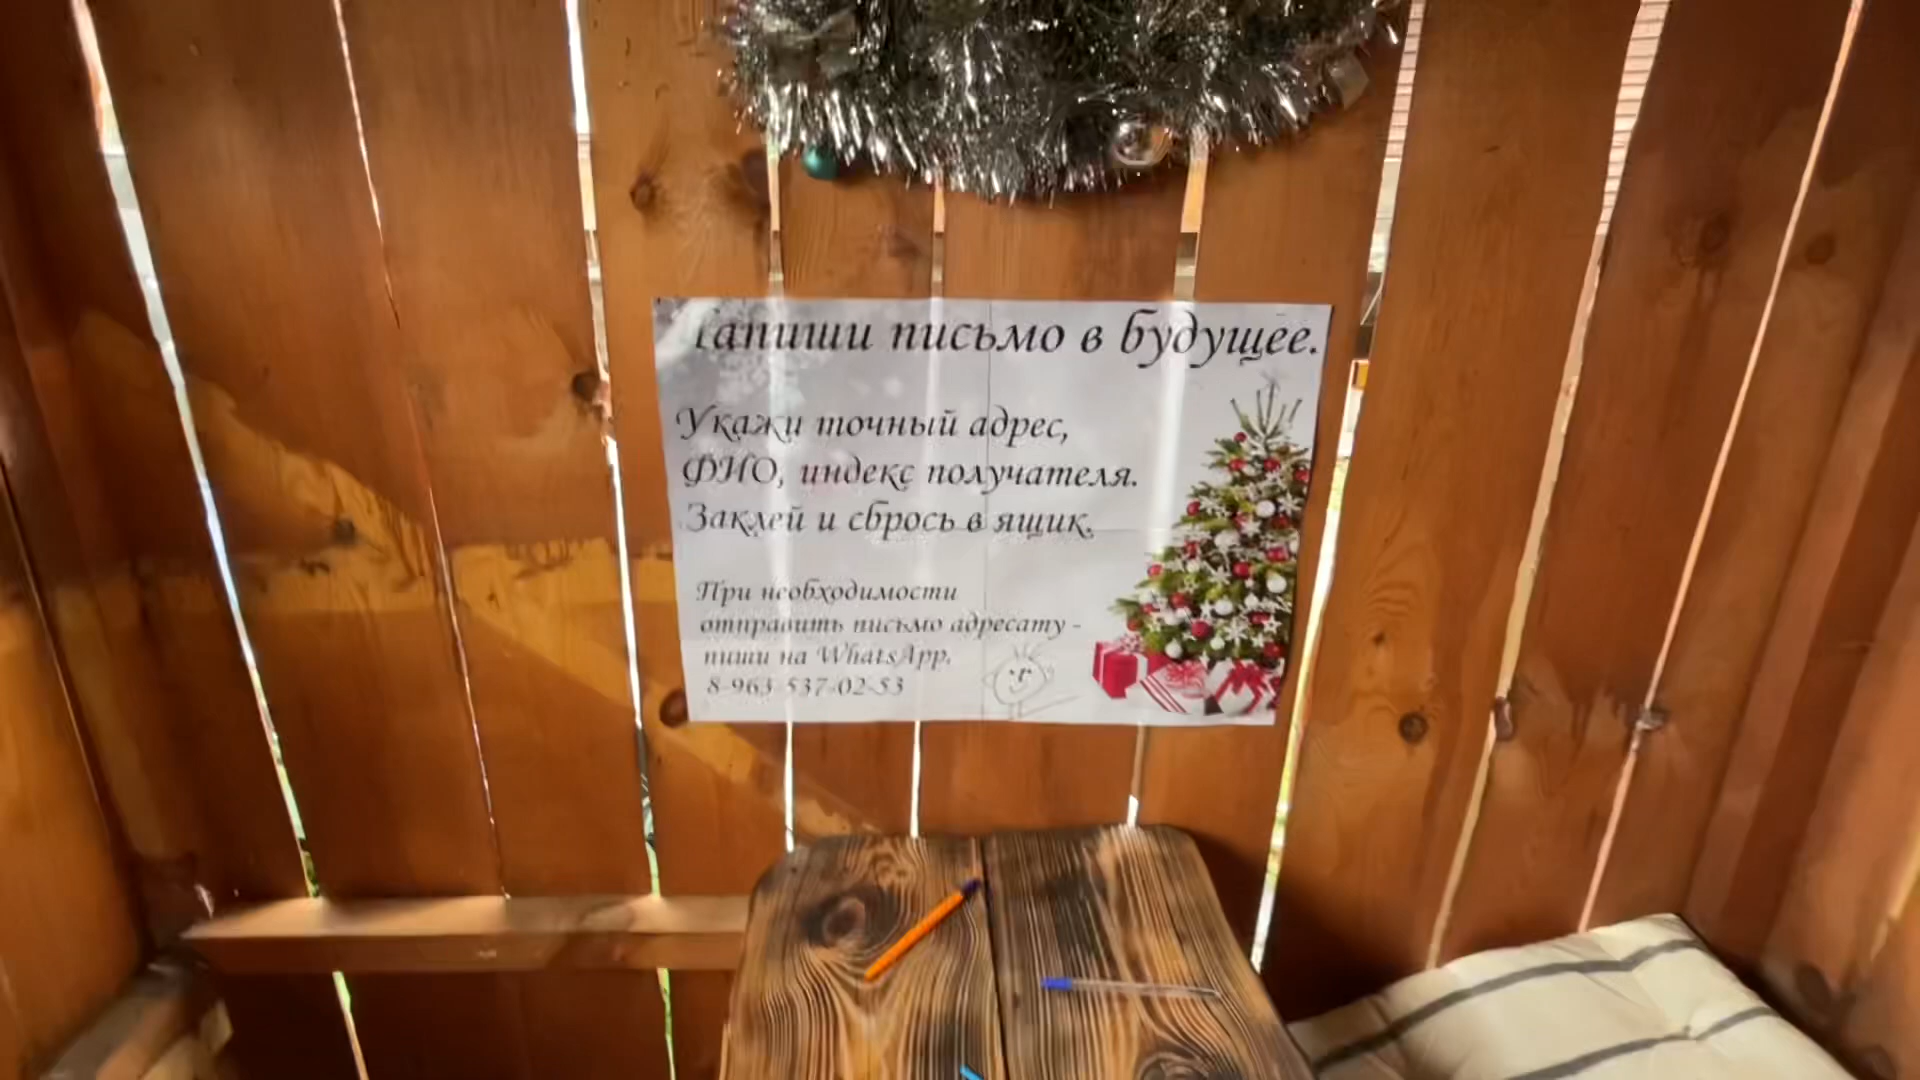 Напиши письмо в будущее.
Укажи точный адрес,
ФИО, индекс получателя.
Заклей и сбрось в ящик.
При необходимости
отправить письмо адресату -
пиши на WhatsApp.
8-963-537-02-53